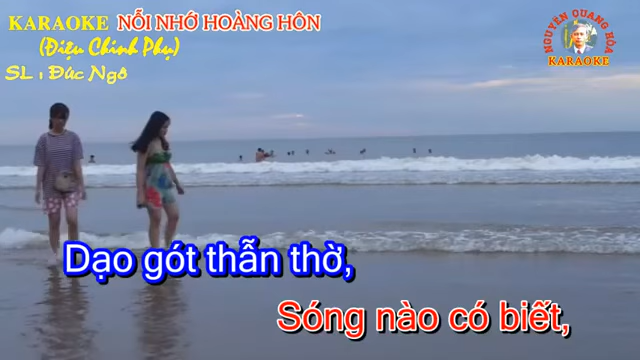 KARAOKE NỖI NHỚ HOÀNG HÔN
(Điệu Chinh Phụ)
SL : Đức Ngô
NGUYỄN QUANG HÒA
KARAOKE
Dạo gót thẫn thờ,
Sóng nào có biết,